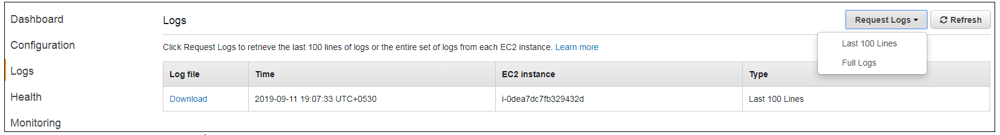 Dashboard
Configuration
Logs
Health
Monitoring
Logs
Request Logs
Refresh
Last 100 Lines
Full Logs
Click Request Logs to retrieve the last 100 lines of logs or the entire set of logs from each EC2 instance. Learn more
Log file Time EC2 instance Type
Download 2019-09-11 19:07:33 UTC+0530 i-0dea7dc7fb329432d Last 100 Lines